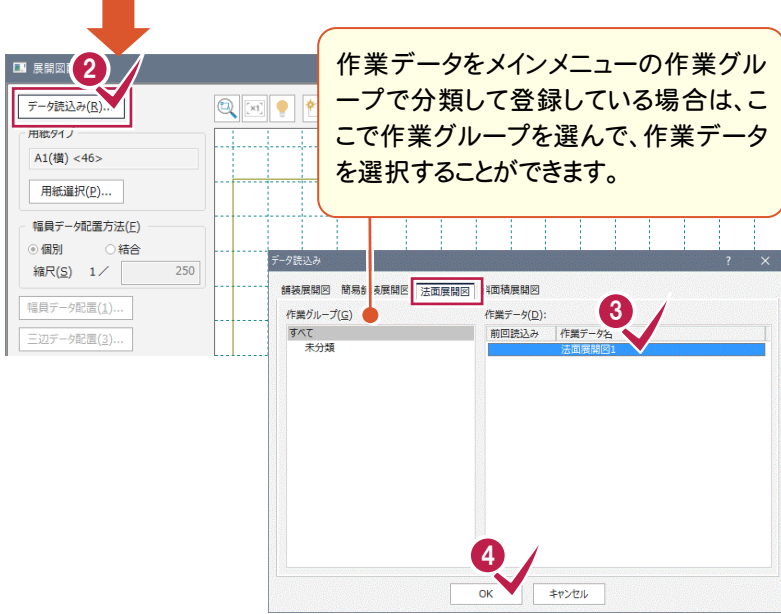 作業データをメインメニューの作業グル
ープで分類して登録している場合は、こ
こで作業グループを選んで、作業データ
を選択することができます。
展開図
2
データ読込み(R)...
用紙タイプ
A1(横) <46>
用紙選択(P)...
幅員データ配置方法(F)
個別 結合
縮尺(S) 1／ 250
幅員データ配置(1)...
三辺データ配置(3)...
データ読込み ? ×
舗装展開図 簡易舗装展開図 法面展開図 斜面積展開図
作業グループ(G)
すべて
未分類
作業データ(D):
3
前回読込み 作業データ名
法面展開図1
4
OK キャンセル